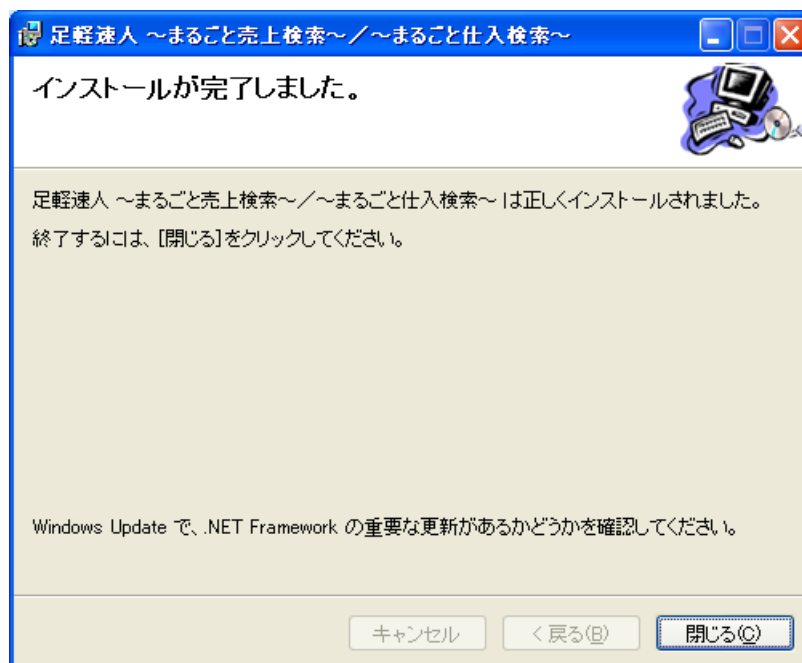 足軽速人 ～まるごと売上検索～／～まるごと仕入検索～
インストールが完了しました。
足軽速人 ～まるごと売上検索～／～まるごと仕入検索～ は正しくインストールされました。
終了するには、[閉じる]をクリックしてください。
Windows Update で、.NET Framework の重要な更新があるかどうかを確認してください。
キャンセル
< 戻る(B)
閉じる(C)